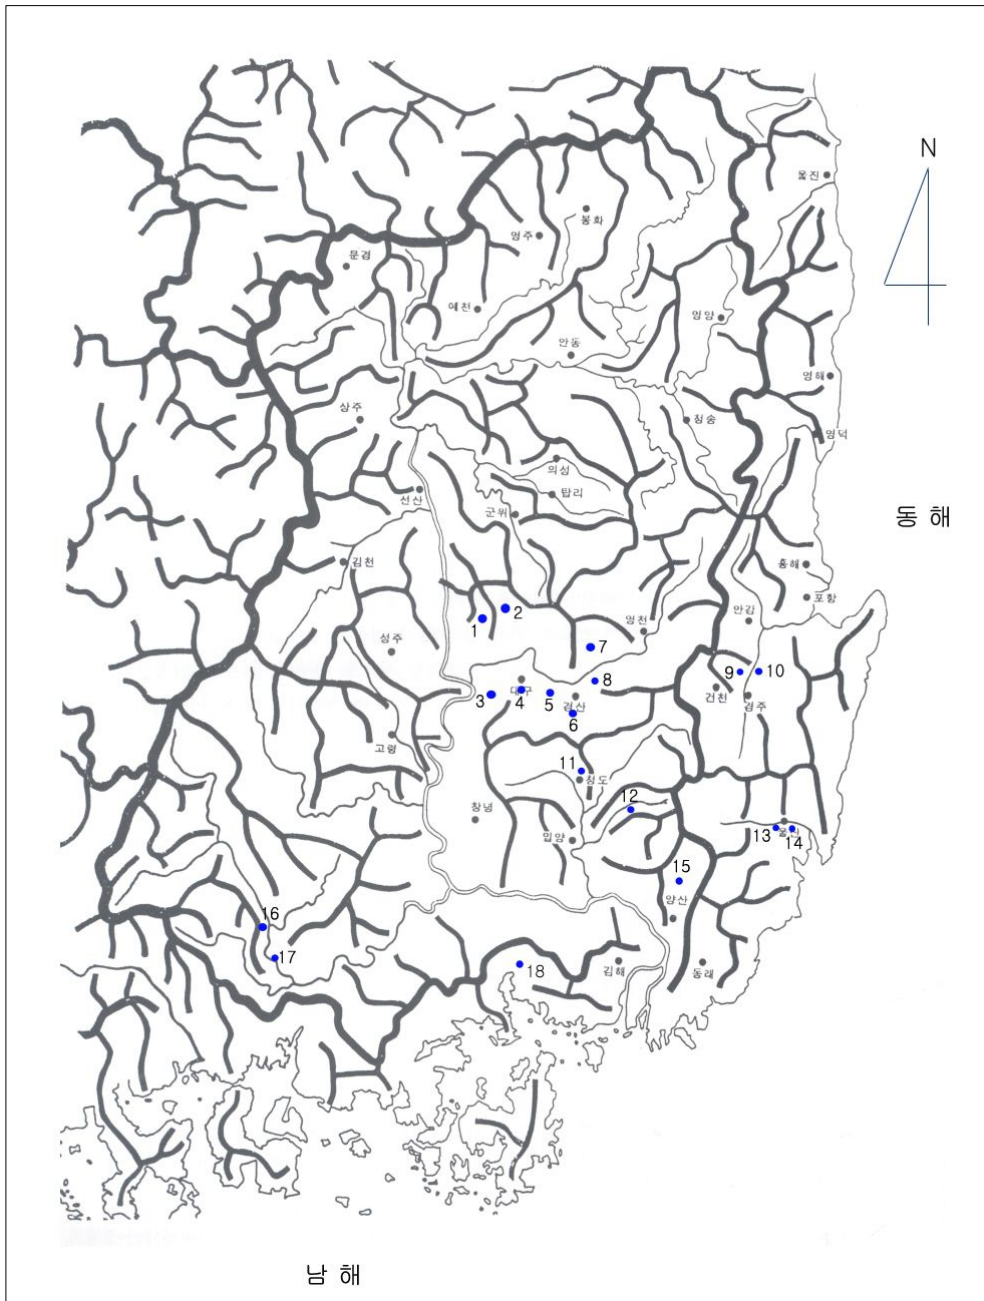 N
울진
봉화
영주
문경
예천
영양
안동
영해
상주
청송
영덕
의성
탑리
선산
군위
동 해
김천
흥해
포항
1
2
영천
안강
성주
7
8
9
10
3
대구
4
5
경산
6
건천
경주
고령
11
청도
12
창녕
밀양
13
울산
14
15
양산
16
17
18
김해
동래
남 해